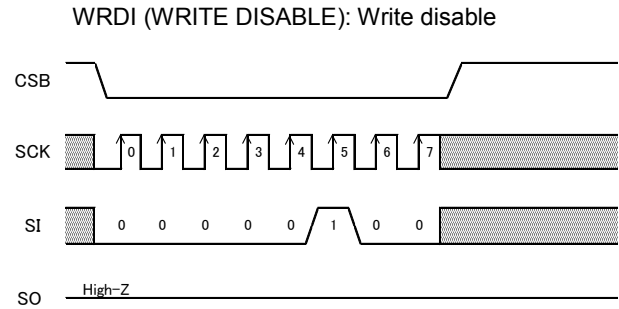 WRDI (WRITE DISABLE): Write disable
CSB
SCK 0 1 2 3 4 5 6 7
SI 0 0 0 0 0 1 0 0
High-Z
SO